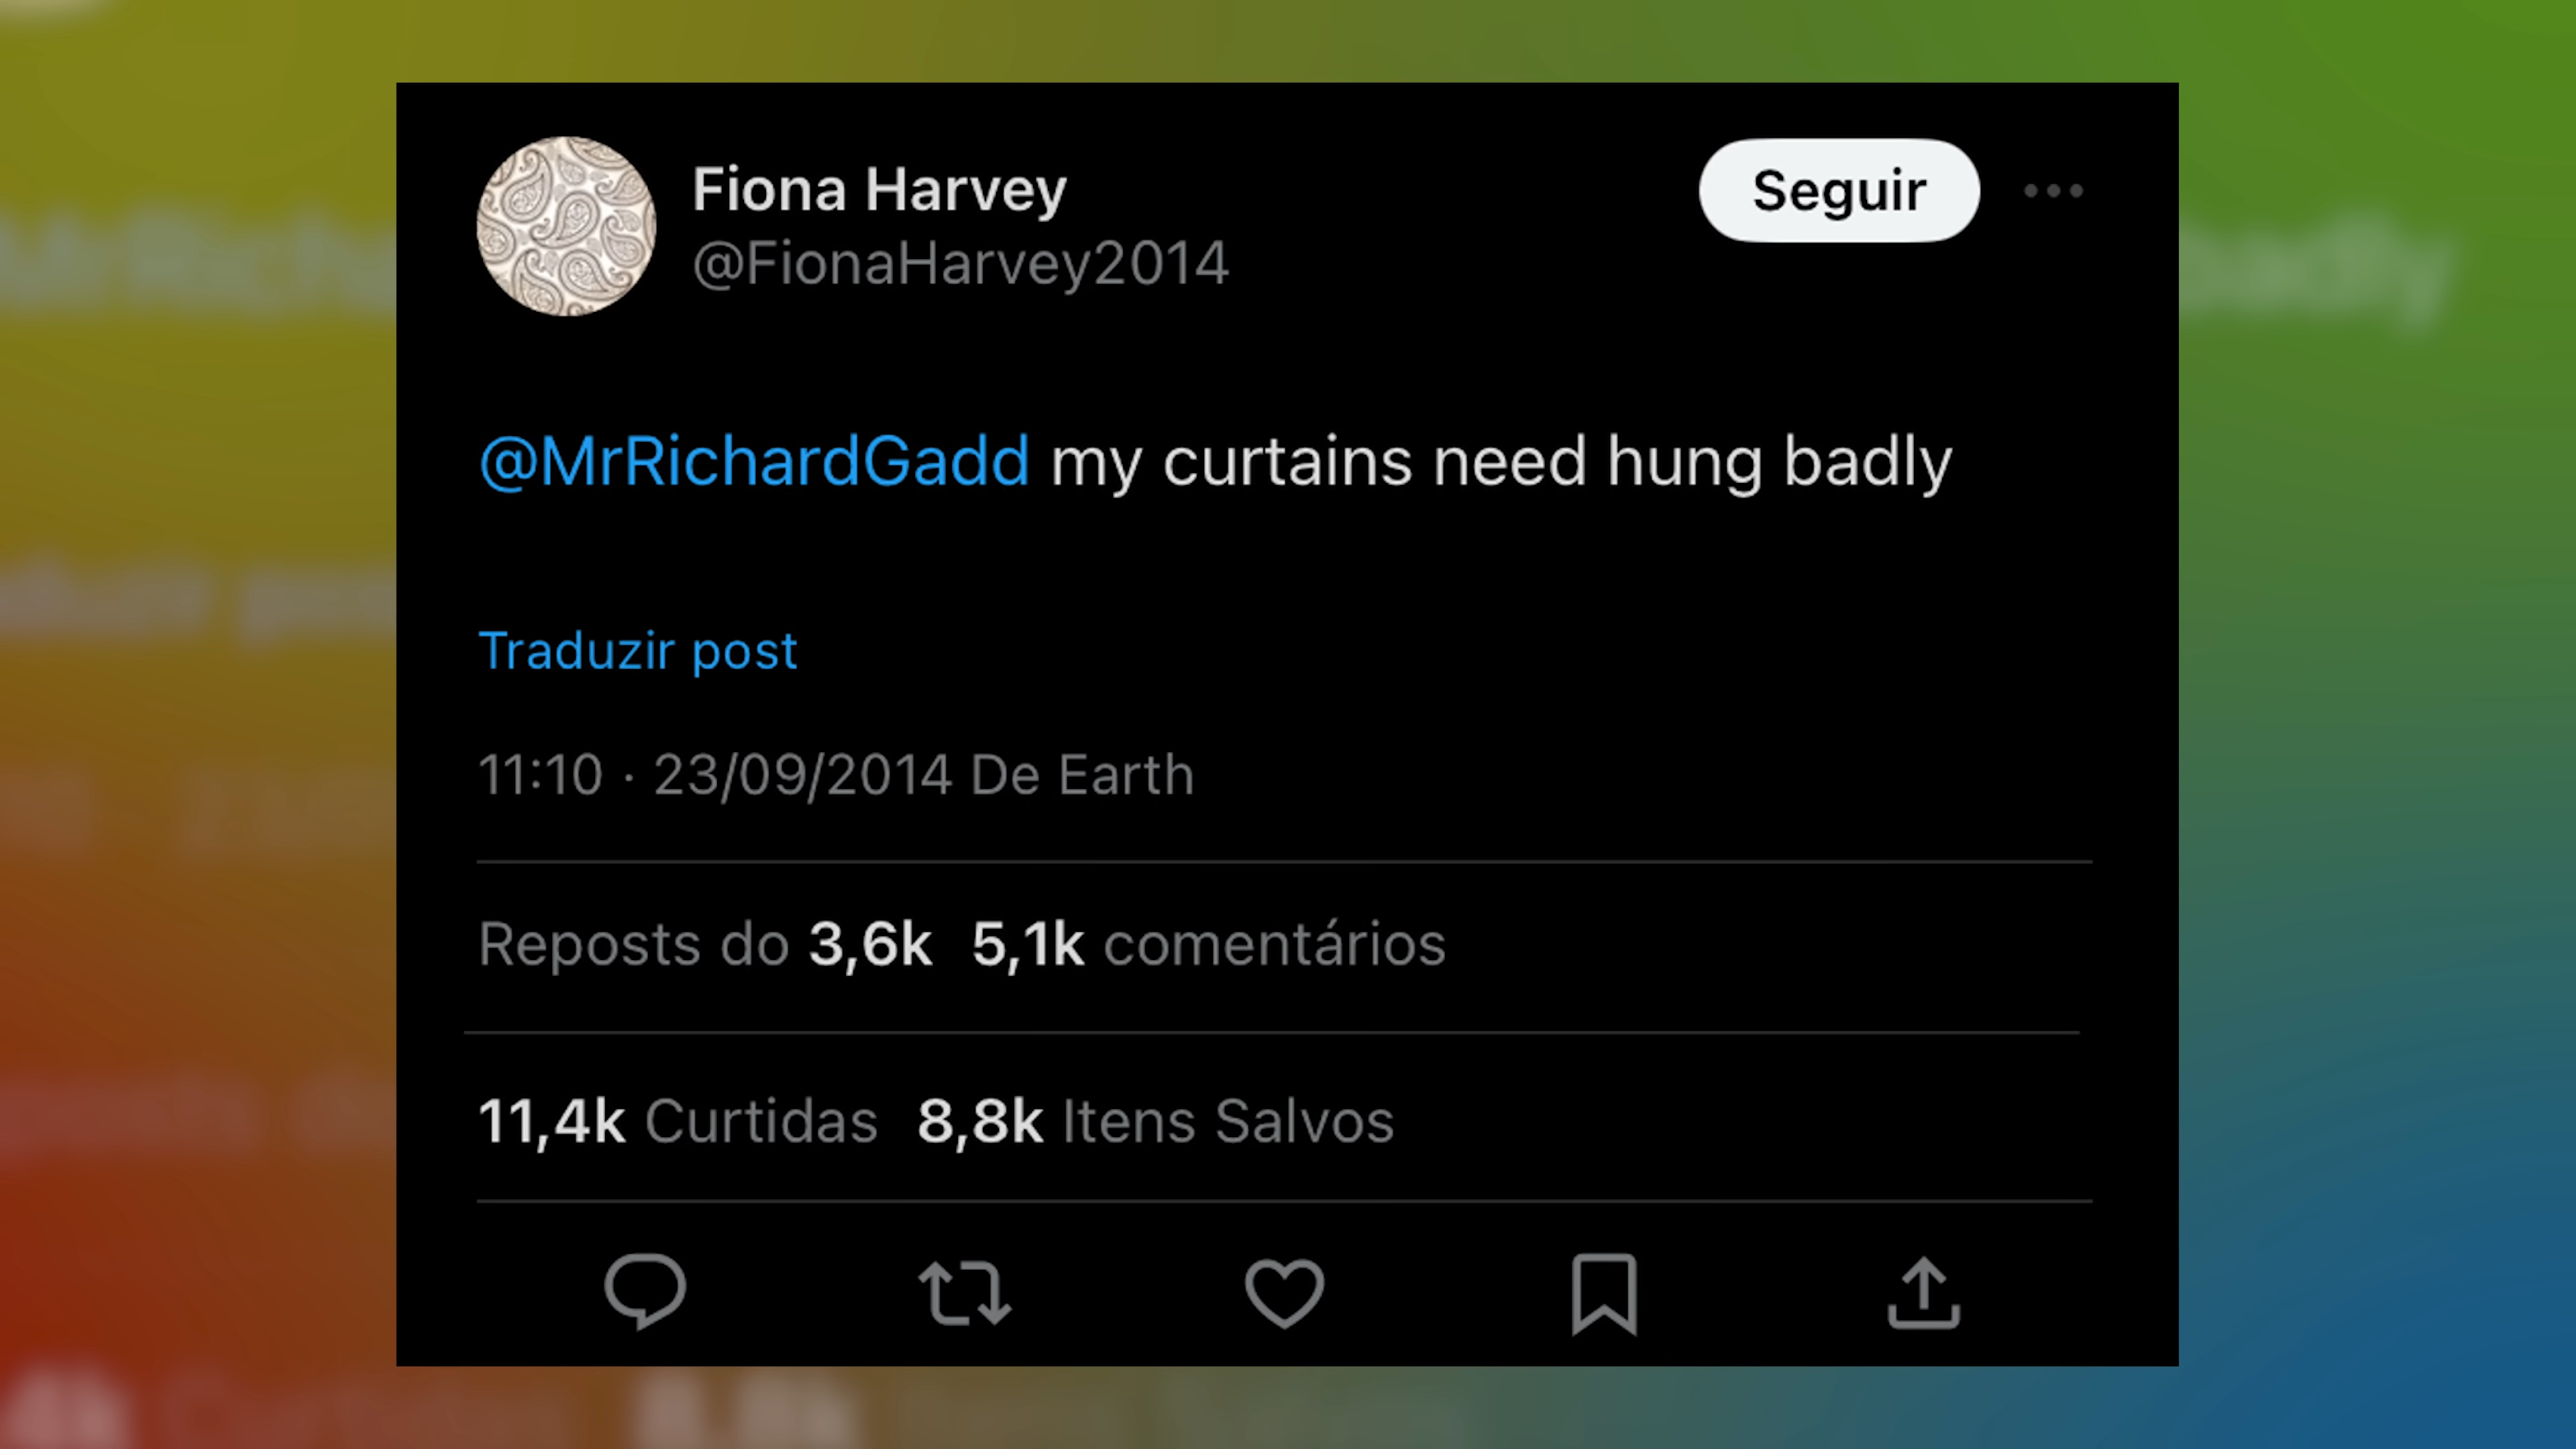 Fiona Harvey
Seguir
@FionaHarvey2014
@MrRichardGadd my curtains need hung badly
Traduzir post
11:10 · 23/09/2014 De Earth
Reposts do 3,6k 5,1k comentários
11,4k Curtidas 8,8k Itens Salvos